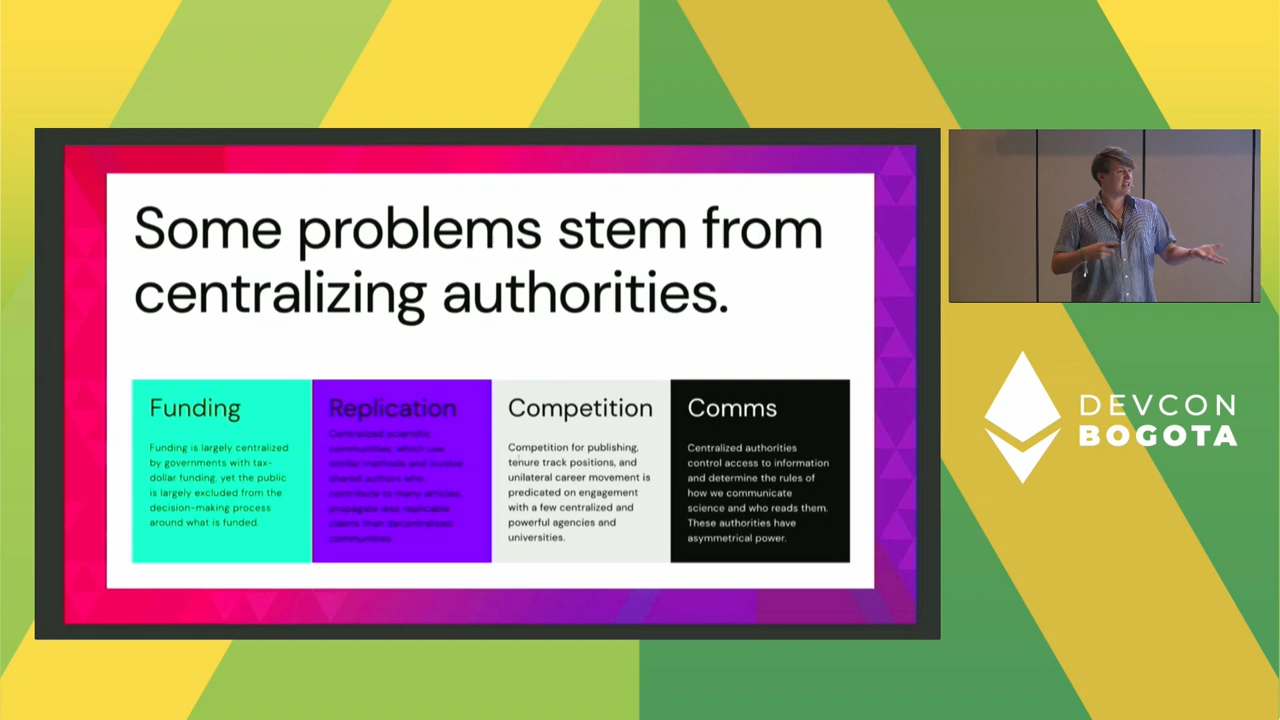 Some problems stem from
centralizing authorities.
Funding
Funding is largely centralized
by governments with tax-
dollar funding, yet the public
is largely excluded from the
decision-making process
around what is funded.
Replication
Centralized scientific
communities, which use
similar methods and involve
shared authors who
contribute to many articles,
propagate less replicable
claims than decentralized
communities.
Competition
Competition for publishing,
tenure track positions, and
unilateral career movement is
predicated on engagement
with a few centralized and
powerful agencies and
universities.
Comms
Centralized authorities
control access to information
and determine the rules of
how we communicate
science and who reads them.
These authorities have
asymmetrical power.
DEVCON
BOGOTA